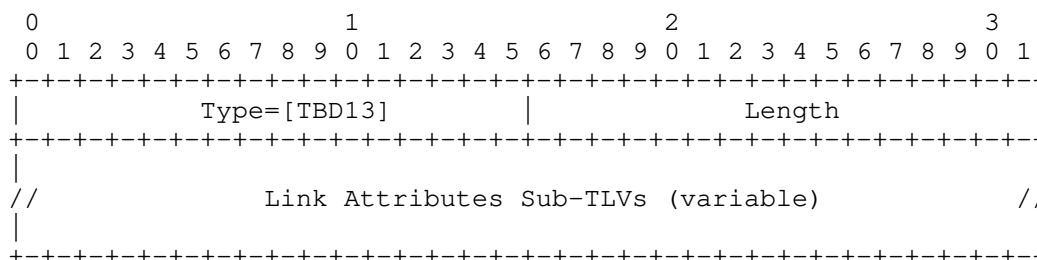 0                   1                   2                   3
0 1 2 3 4 5 6 7 8 9 0 1 2 3 4 5 6 7 8 9 0 1 2 3 4 5 6 7 8 9 0 1
+-+-+-+-+-+-+-+-+-+-+-+-+-+-+-+-+-+-+-+-+-+-+-+-+-+-+-+-+-+-+-+-
|           Type=[TBD13]        |             Length
+-+-+-+-+-+-+-+-+-+-+-+-+-+-+-+-+-+-+-+-+-+-+-+-+-+-+-+-+-+-+-+-
|
//              Link Attributes Sub-TLVs (variable)            //
|
+-+-+-+-+-+-+-+-+-+-+-+-+-+-+-+-+-+-+-+-+-+-+-+-+-+-+-+-+-+-+-+-